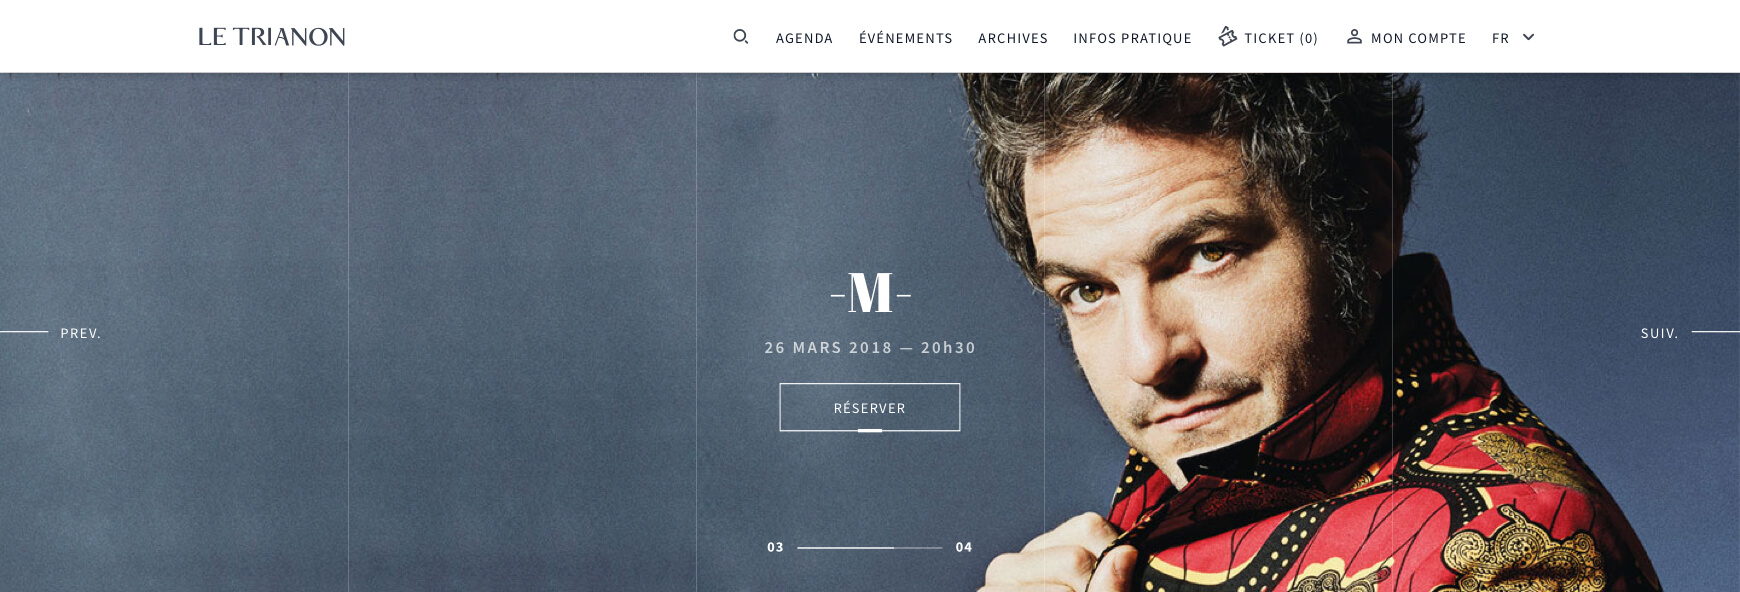 LE TRIANON
AGENDA ÉVÉNEMENTS ARCHIVES INFOS PRATIQUE TICKET (0) MON COMPTE FR
-M-
PREV.
SUIV.
26 MARS 2018 — 20h30
RÉSERVER
03 04